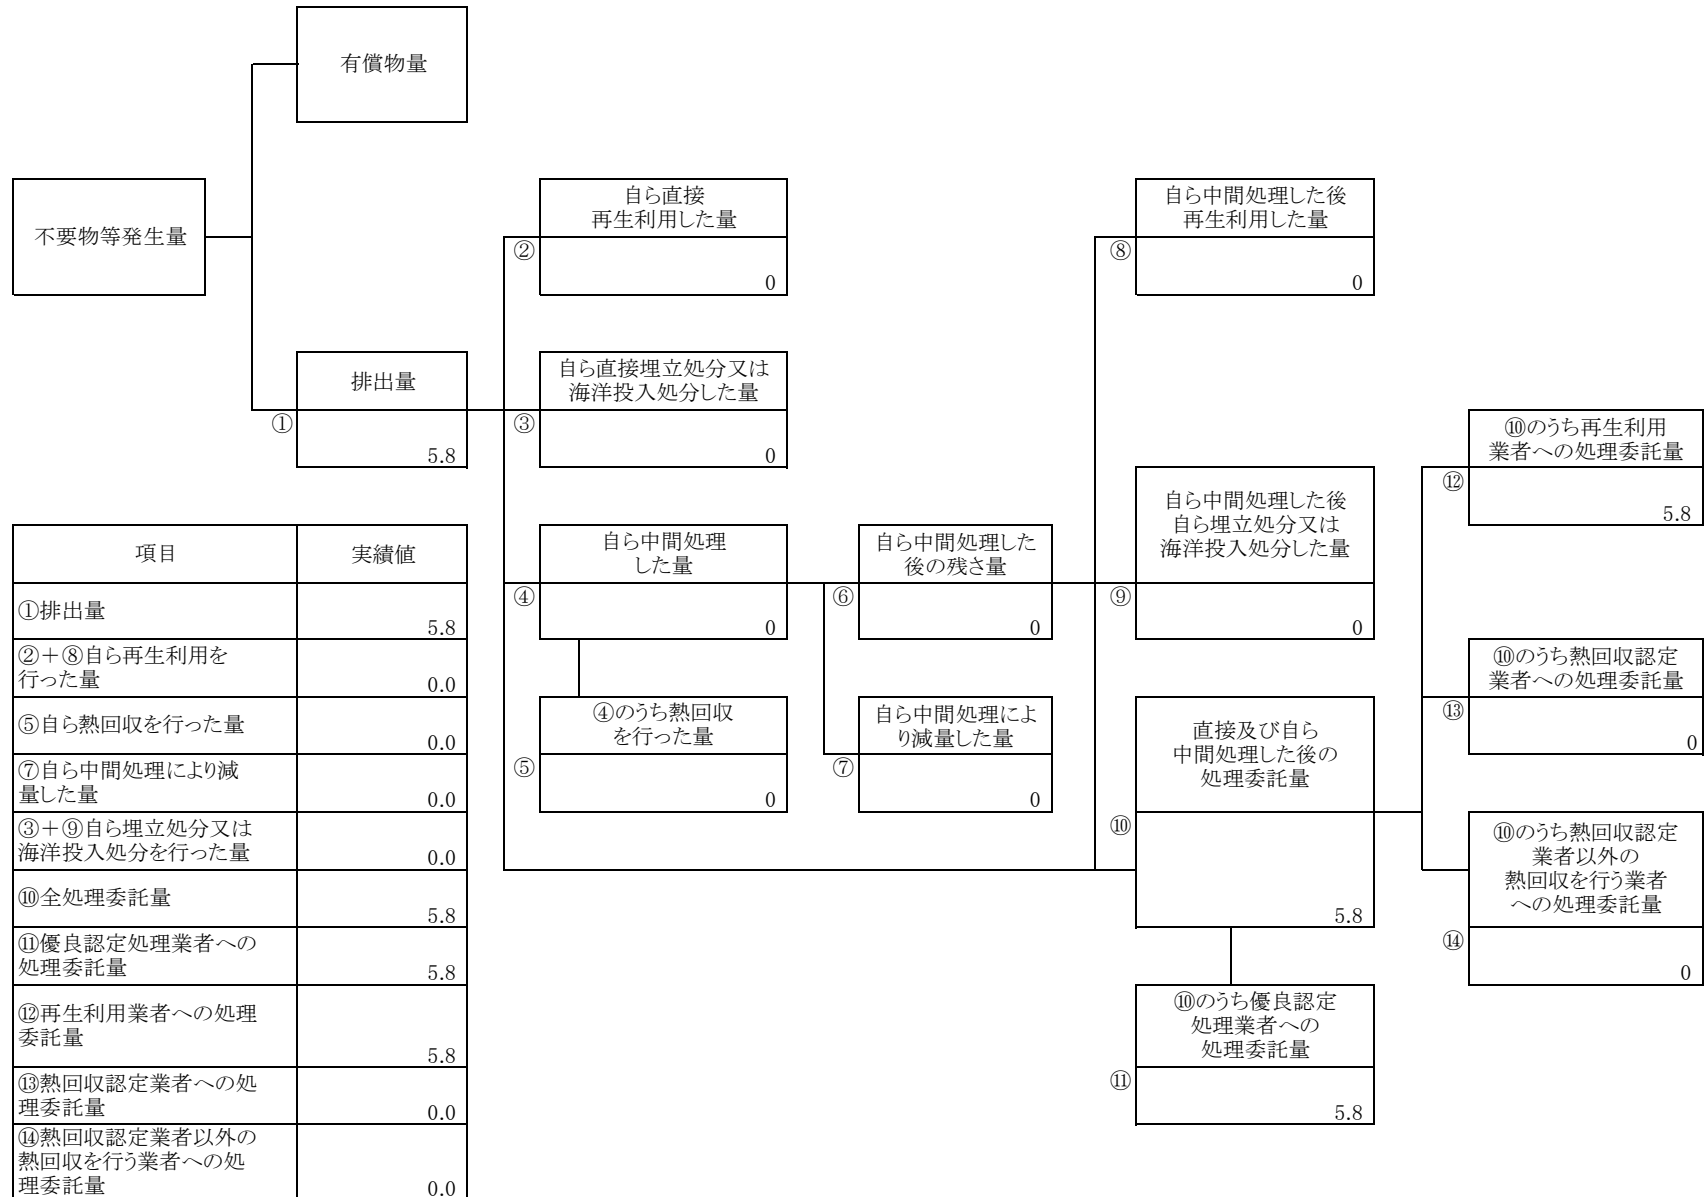 有償物量
不要物等発生量
自ら直接
再生利用した量
②
0
自ら中間処理した後
再生利用した量
⑧
0
排出量
①
5.8
自ら直接埋立処分又は
海洋投入処分した量
③
0
⑩のうち再生利用
業者への処理委託量
⑫
5.8
自ら中間処理
した量
④
0
自ら中間処理した
後の残さ量
⑥
0
自ら中間処理した後
自ら埋立処分又は
海洋投入処分した量
⑨
0
⑩のうち熱回収認定
業者への処理委託量
⑬
0
④のうち熱回収
を行った量
⑤
0
自ら中間処理によ
り減量した量
⑦
0
直接及び自ら
中間処理した後の
処理委託量
⑩
5.8
⑩のうち熱回収認定
業者以外の
熱回収を行う業者
への処理委託量
⑭
0
⑩のうち優良認定
処理業者への
処理委託量
⑪
5.8
項目 実績値
①排出量
5.8
②＋⑧自ら再生利用を
行った量
0.0
⑤自ら熱回収を行った量
0.0
⑦自ら中間処理により減
量した量
0.0
③＋⑨自ら埋立処分又は
海洋投入処分を行った量
0.0
⑩全処理委託量
5.8
⑪優良認定処理業者への
処理委託量
5.8
⑫再生利用業者への処理
委託量
5.8
⑬熱回収認定業者への処
理委託量
0.0
⑭熱回収認定業者以外の
熱回収を行う業者への処
理委託量
0.0